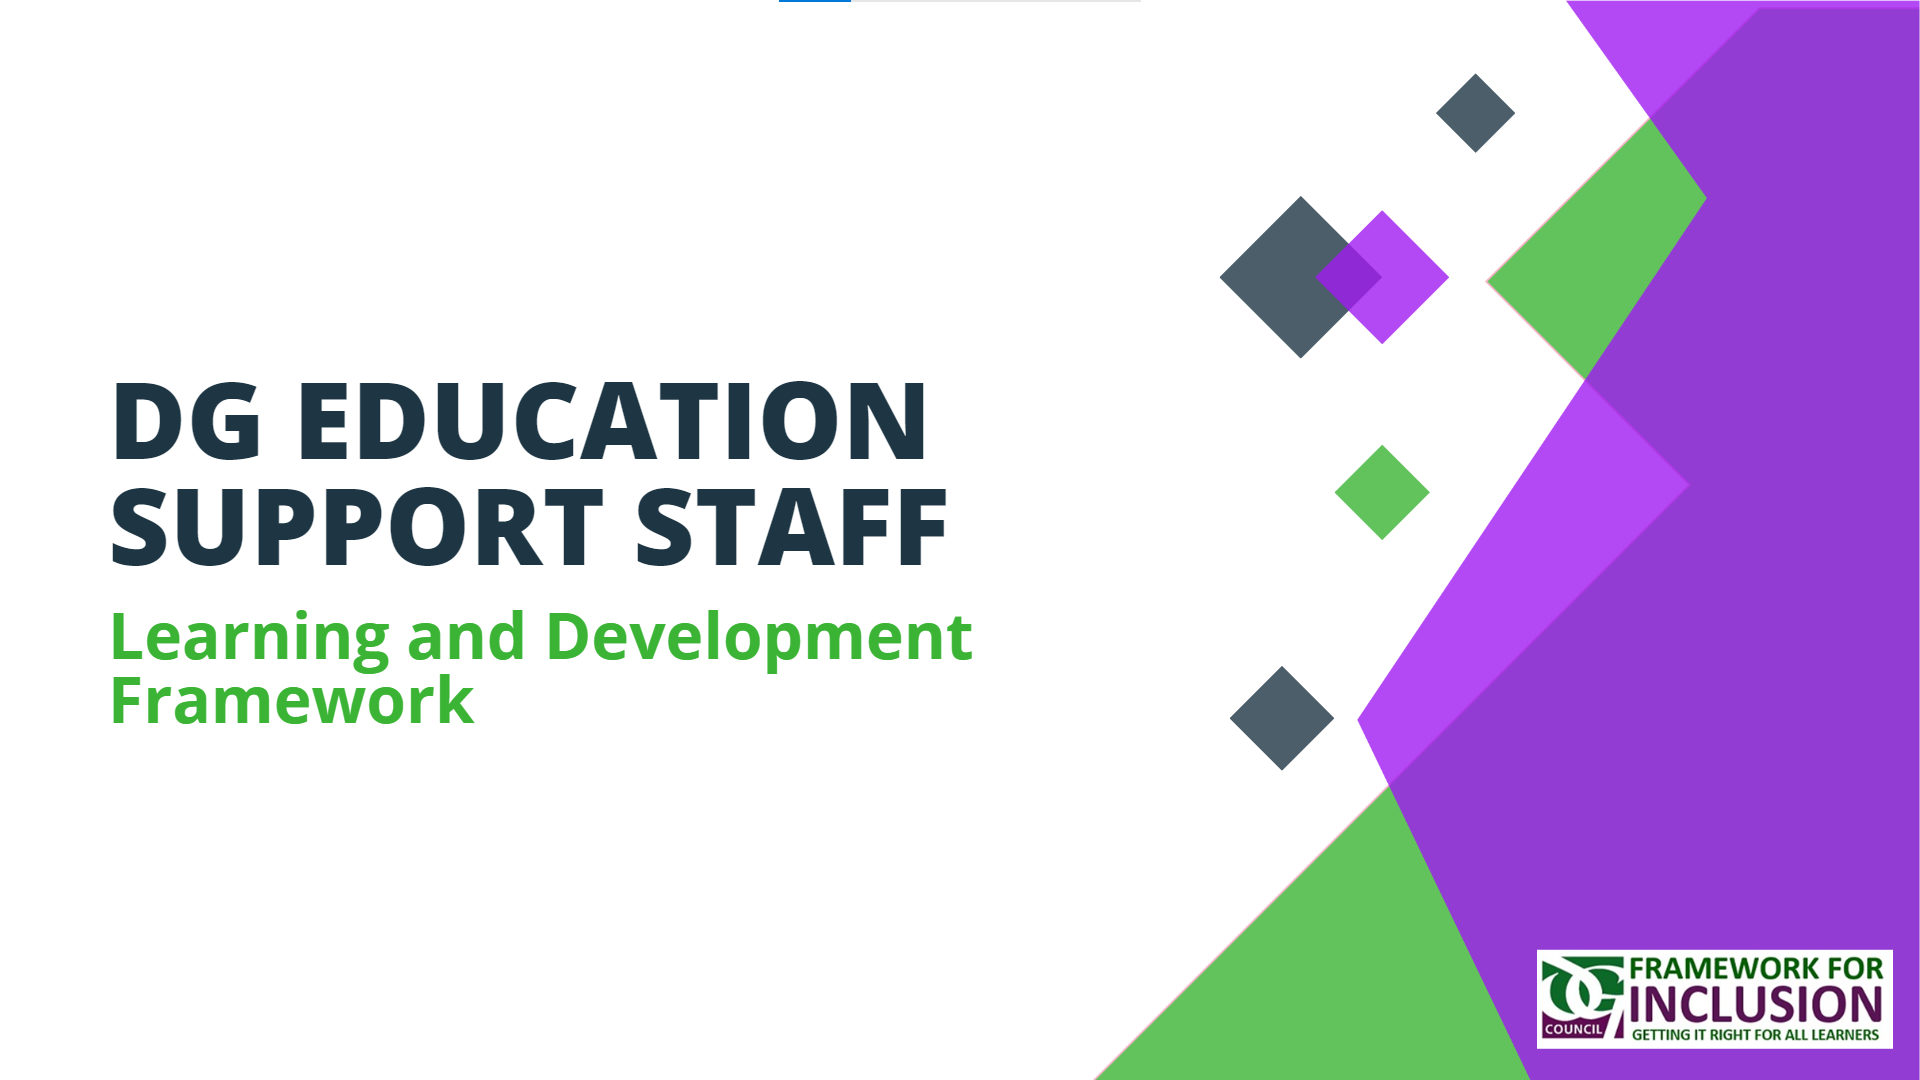 DG EDUCATION
SUPPORT STAFF
Learning and Development
Framework
FRAMEWORK FOR
INCLUSION
COUNCIL
GETTING IT RIGHT FOR ALL LEARNERS